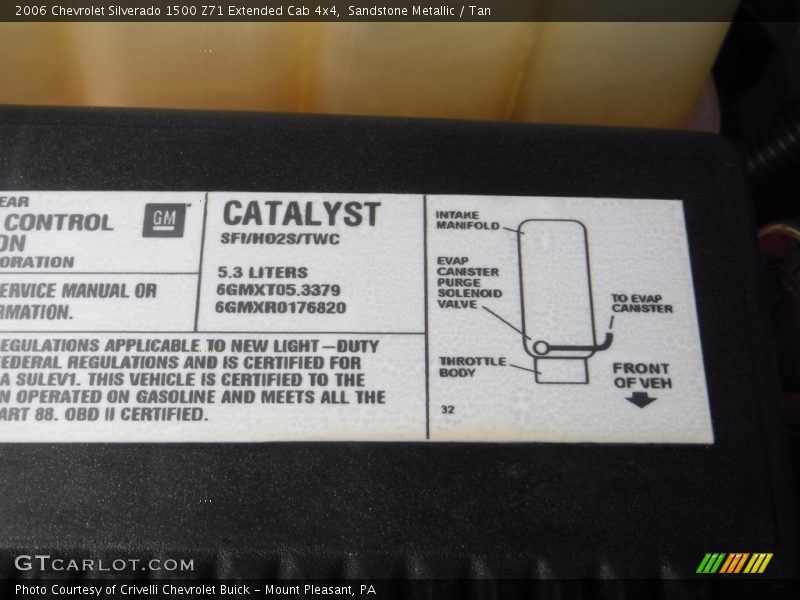 2006 Chevrolet Silverado 1500 Z71 Extended Cab 4x4, Sandstone Metallic / Tan
EAR
CONTROL
ON
ORATION
GM
ERVICE MANUAL OR
RMATION.
CATALYST
SFI/HO2S/TWC
5.3 LITERS
6GMXT05.3379
6GMXR0176820
EGULATIONS APPLICABLE TO NEW LIGHT—DUTY
FEDERAL REGULATIONS AND IS CERTIFIED FOR
A SULEV1. THIS VEHICLE IS CERTIFIED TO THE
N OPERATED ON GASOLINE AND MEETS ALL THE
ART 88. OBD II CERTIFIED.
INTAKE
MANIFOLD
EVAP
CANISTER
PURGE
SOLENOID
VALVE
TO EVAP
CANISTER
THROTTLE
BODY
FRONT
OF VEH
32
GTCARLOT.COM
Photo Courtesy of Crivelli Chevrolet Buick – Mount Pleasant, PA